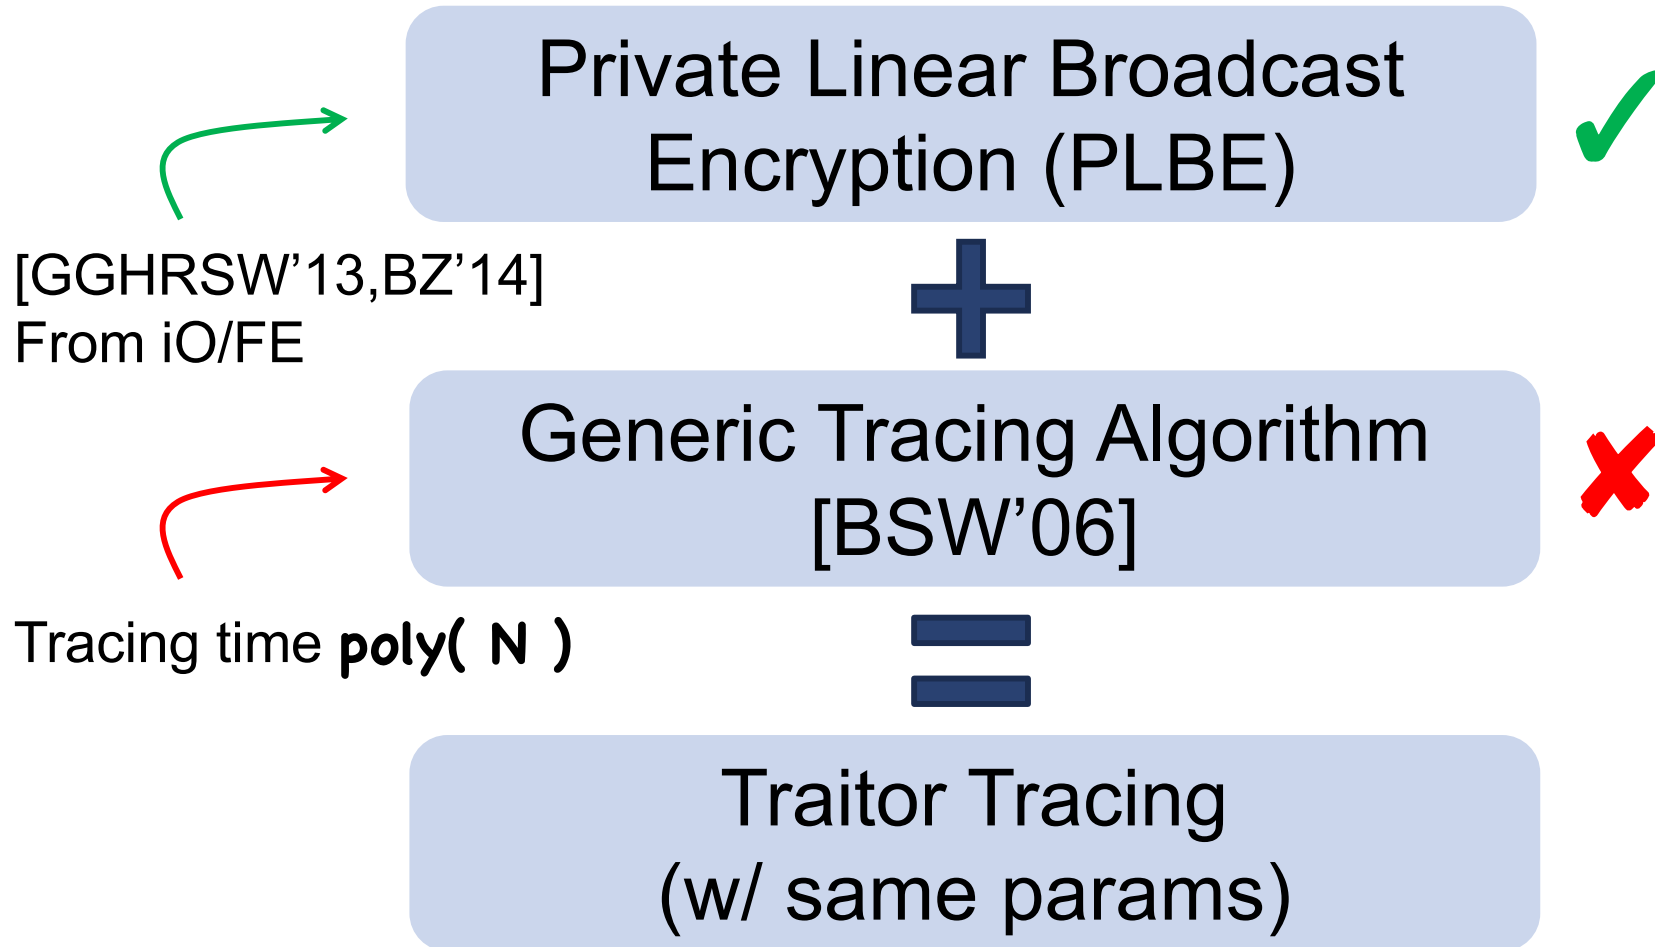 Private Linear Broadcast
Encryption (PLBE)
✓
[GGHRSW’13,BZ’14]
From iO/FE
Generic Tracing Algorithm
[BSW’06]
✘
Tracing time poly( N )
Traitor Tracing
(w/ same params)